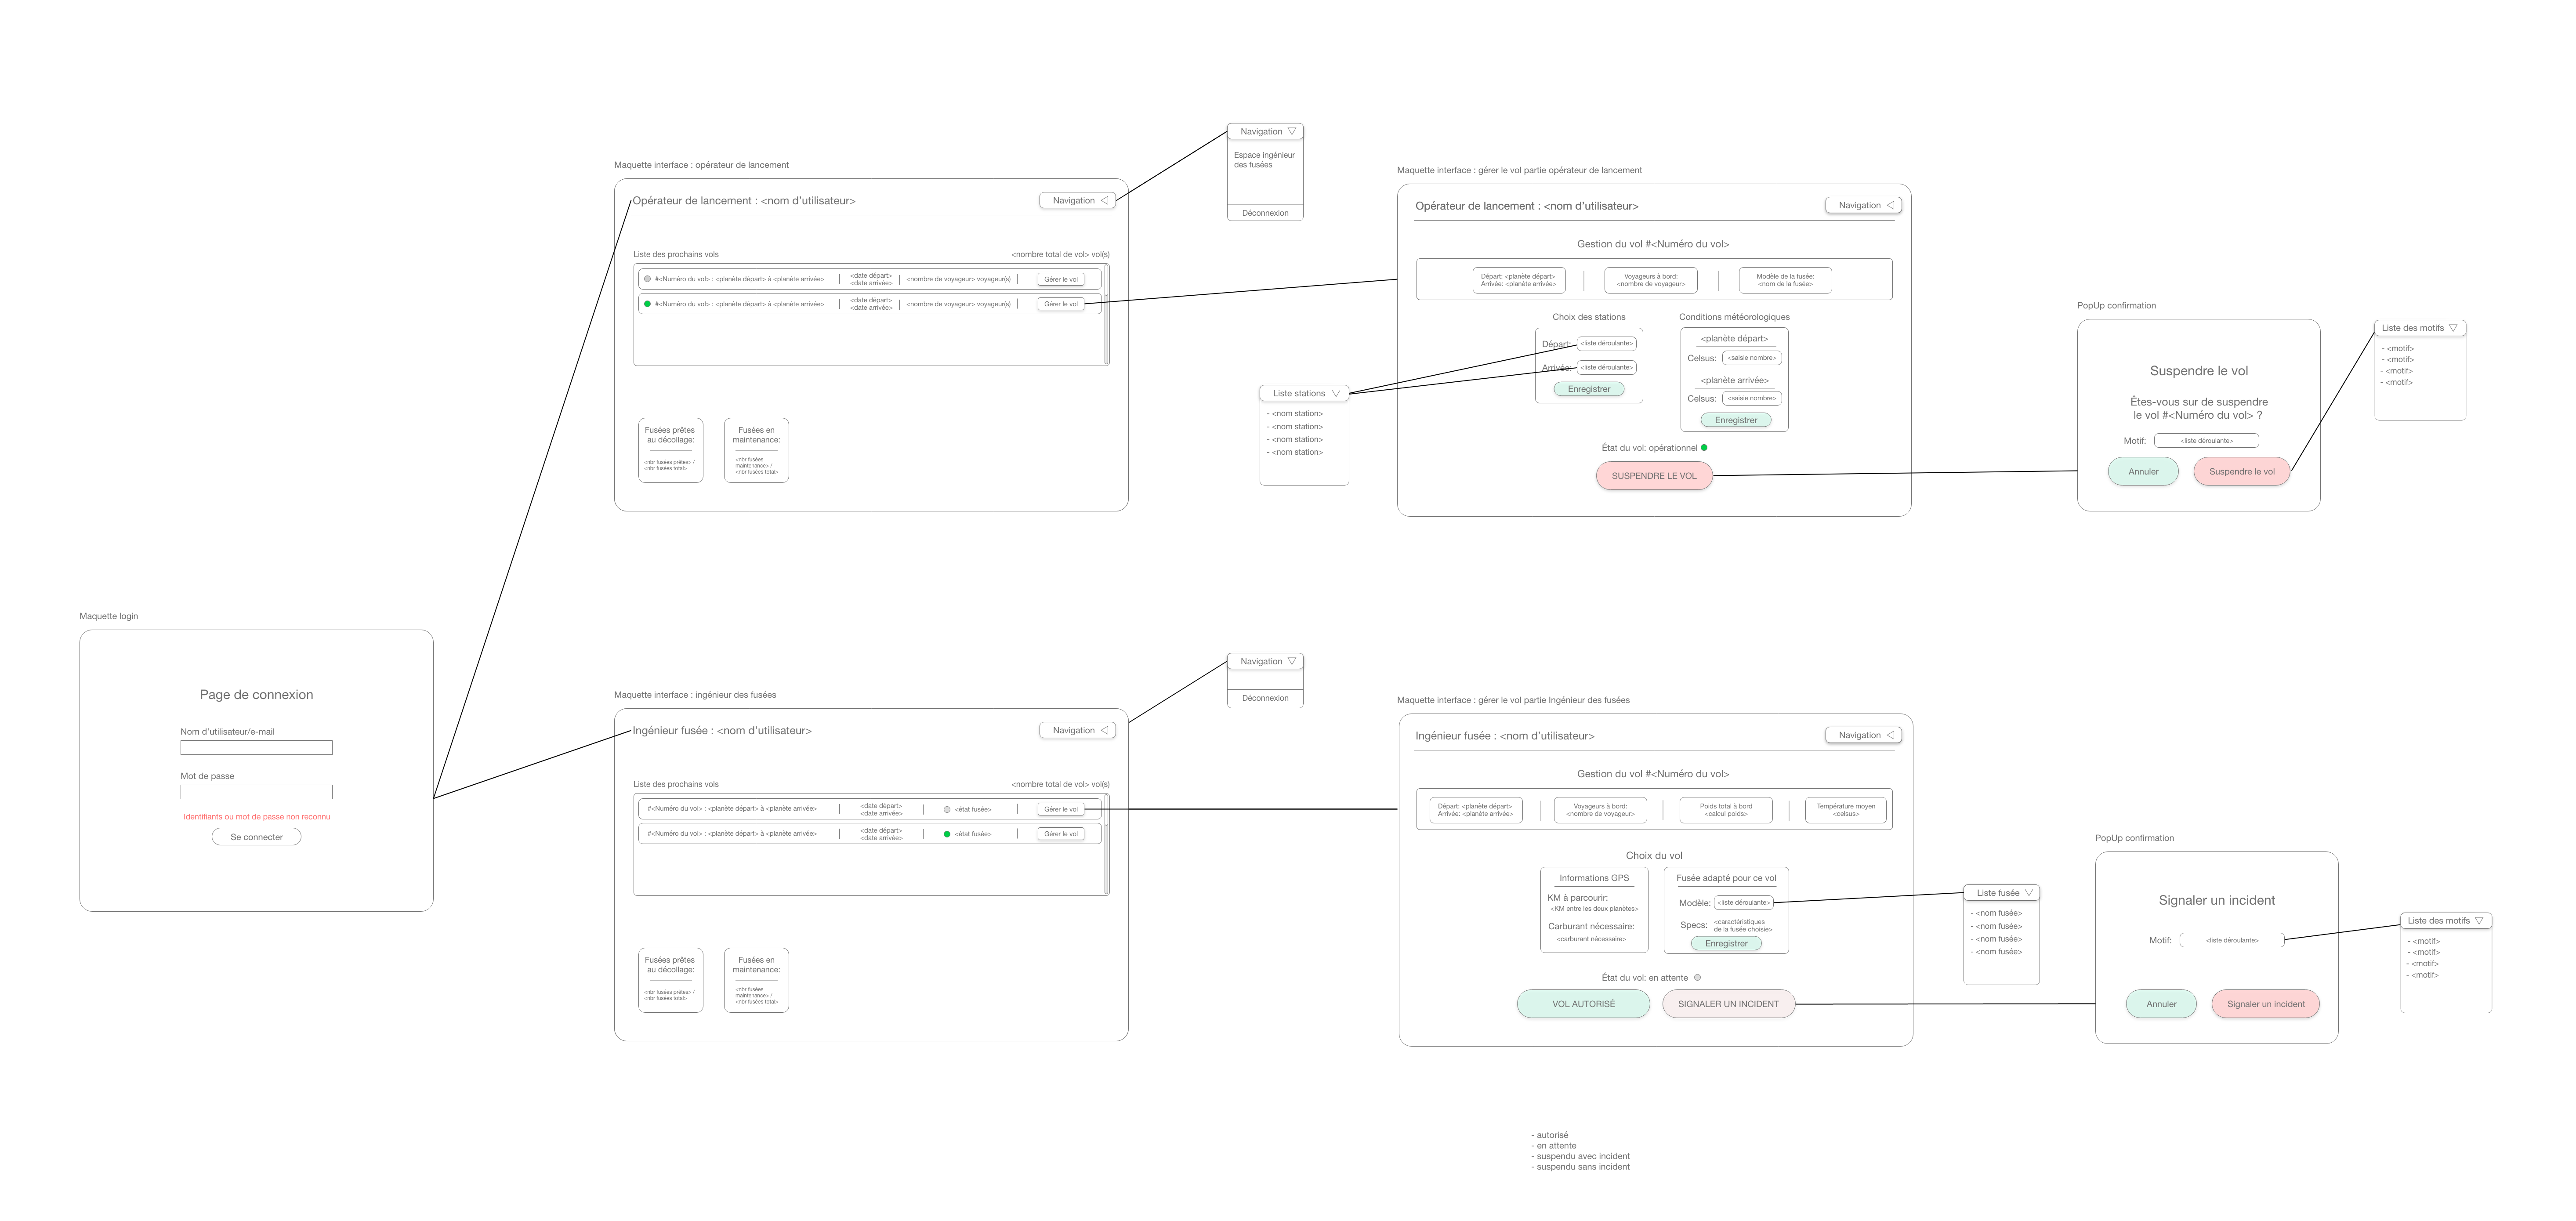 Maquette login
Page de connexion
Nom d'utilisateur/e-mail
Mot de passe
Identifiants ou mot de passe non reconnu
Se connecter
Maquette interface : opérateur de lancement
Opérateur de lancement : <nom d'utilisateur>
Navigation
Liste des prochains vols
<nombre total de vol> vol(s)
#<Numéro du vol> : <planète départ> à <planète arrivée>
<date départ>
<date arrivée>
<nombre de voyageur> voyageur(s)
Gérer le vol
#<Numéro du vol> : <planète départ> à <planète arrivée>
<date départ>
<date arrivée>
<nombre de voyageur> voyageur(s)
Gérer le vol
Fusées prêtes
au décollage:
<nbr fusées prêtes> /
<nbr fusées total>
Fusées en
maintenance:
<nbr fusées
maintenance> /
<nbr fusées total>
Navigation
Espace ingénieur
des fusées
Déconnexion
Maquette interface : gérer le vol partie opérateur de lancement
Opérateur de lancement : <nom d'utilisateur>
Navigation
Gestion du vol #<Numéro du vol>
Départ: <planète départ>
Arrivée: <planète arrivée>
Voyageurs à bord:
<nombre de voyageur>
Modèle de la fusée:
<nom de la fusée>
Choix des stations
Départ: <liste déroulante>
Arrivée: <liste déroulante>
Enregistrer
Conditions météorologiques
<planète départ>
Celsus: <saisie nombre>
<planète arrivée>
Celsus: <saisie nombre>
Enregistrer
État du vol: opérationnel
SUSPENDRE LE VOL
Liste stations
- <nom station>
- <nom station>
- <nom station>
- <nom station>
PopUp confirmation
Suspendre le vol
Êtes-vous sur de suspendre
le vol #<Numéro du vol> ?
Motif: <liste déroulante>
Annuler
Suspendre le vol
Liste des motifs
- <motif>
- <motif>
- <motif>
- <motif>
Maquette interface : ingénieur des fusées
Ingénieur fusée : <nom d'utilisateur>
Navigation
Liste des prochains vols
<nombre total de vol> vol(s)
#<Numéro du vol> : <planète départ> à <planète arrivée>
<date départ>
<date arrivée>
<état fusée>
Gérer le vol
#<Numéro du vol> : <planète départ> à <planète arrivée>
<date départ>
<date arrivée>
<état fusée>
Gérer le vol
Fusées prêtes
au décollage:
<nbr fusées prêtes> /
<nbr fusées total>
Fusées en
maintenance:
<nbr fusées
maintenance> /
<nbr fusées total>
Navigation
Déconnexion
Maquette interface : gérer le vol partie Ingénieur des fusées
Ingénieur fusée : <nom d'utilisateur>
Navigation
Gestion du vol #<Numéro du vol>
Départ: <planète départ>
Arrivée: <planète arrivée>
Voyageurs à bord:
<nombre de voyageur>
Poids total à bord
<calcul poids>
Température moyen
<celsus>
Choix du vol
Informations GPS
KM à parcourir:
<KM entre les deux planètes>
Carburant nécessaire:
<carburant nécessaire>
Fusée adapté pour ce vol
Modèle: <liste déroulante>
Specs: <caractéristiques
de la fusée choisie>
Enregistrer
État du vol: en attente
VOL AUTORISÉ
SIGNALER UN INCIDENT
Liste fusée
- <nom fusée>
- <nom fusée>
- <nom fusée>
- <nom fusée>
PopUp confirmation
Signaler un incident
Motif: <liste déroulante>
Annuler
Signaler un incident
Liste des motifs
- <motif>
- <motif>
- <motif>
- <motif>
- autorisé
- en attente
- suspendu avec incident
- suspendu sans incident